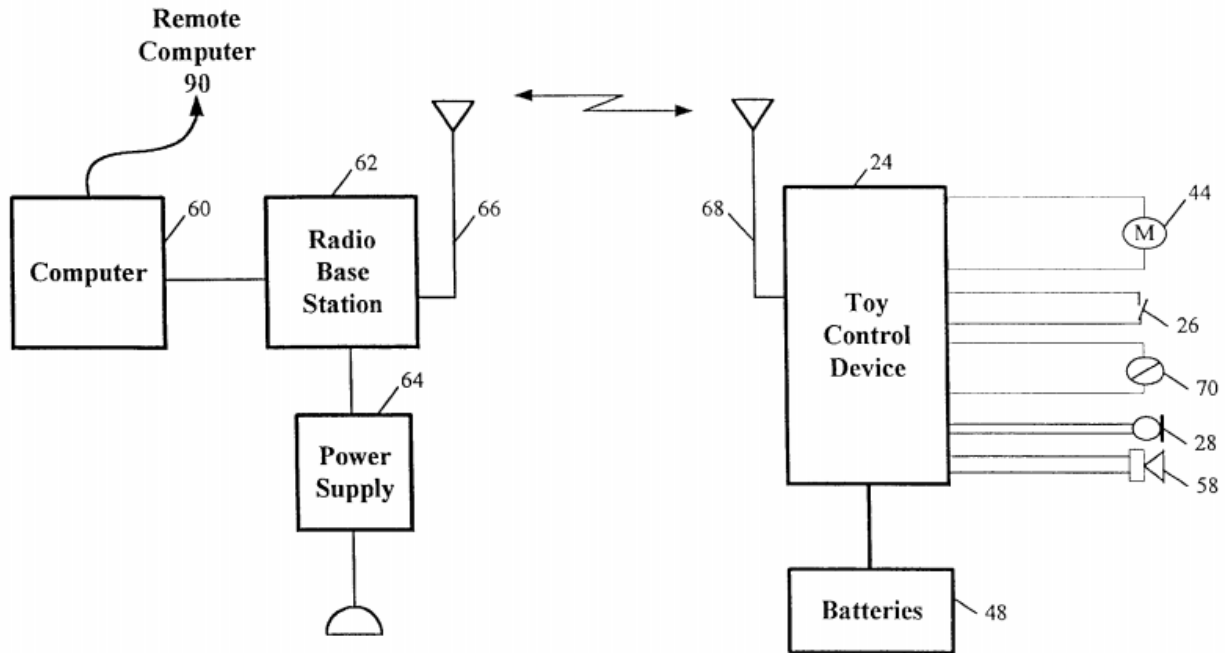 Remote
Computer
90
62
24
44
60
66
68
M
Computer
Radio
Base
Station
Toy
Control
Device
26
64
70
28
Power
Supply
58
Batteries
48